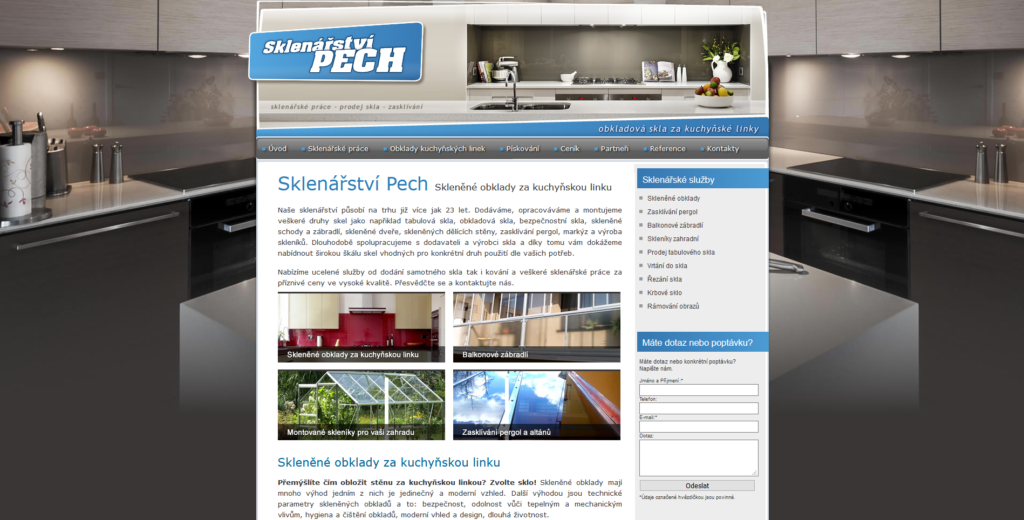 Sklenářství
PECH
sklenářské práce - prodej skla - zasklívání
obkladová skla za kuchyňské linky
Úvod Sklenářské práce Obklady kuchyňských linek Pískování Ceník Partneři Reference Kontakty
Sklenářství Pech Skleněné obklady za kuchyňskou linku
Naše sklenářství působí na trhu již více jak 23 let. Dodáváme, opracováváme a montujeme
veškeré druhy skel jako například tabulová skla, obkladová skla, bezpečnostní skla, skleněné
schody a zábradlí, skleněné dveře, skleněných dělících stěny, zasklívání pergol, markýz a výroba
skleníků. Dlouhodobě spolupracujeme s dodavateli a výrobci skla a díky tomu vám dokážeme
nabídnout širokou škálu skel vhodných pro konkrétní druh použití dle vašich potřeb.
Nabízíme ucelené služby od dodání samotného skla tak i kování a veškeré sklenářské práce za
příznivé ceny ve vysoké kvalitě. Přesvědčte se a kontaktujte nás.
Skleněné obklady za kuchyňskou linku
Balkonové zábradlí
Montované skleníky pro vaši zahradu
Zasklívání pergol a altánů
Skleněné obklady za kuchyňskou linku
Přemýšlíte čím obložit stěnu za kuchyňskou linkou? Zvolte sklo! Skleněné obklady mají
mnoho výhod jedním z nich je jedinečný a moderní vzhled. Další výhodou jsou technické
parametry skleněných obkladů a to: bezpečnost, odolnost vůči tepelným a mechanickým
vlivům, hygiena a čištění obkladů, moderní vhled a design, dlouhá životnost.
Sklenářské služby
Skleněné obklady
Zasklívání pergol
Balkonové zábradlí
Skleníky zahradní
Prodej tabulového skla
Vrtání do skla
Řezání skla
Krbové sklo
Rámování obrazů
Máte dotaz nebo poptávku?
Máte dotaz nebo konkrétní poptávku?
Napište nám.
Jméno a Příjmení:*
Telefon:
E-mail:*
Dotaz:
Odeslat
*Údaje označené hvězdičkou jsou povinné.